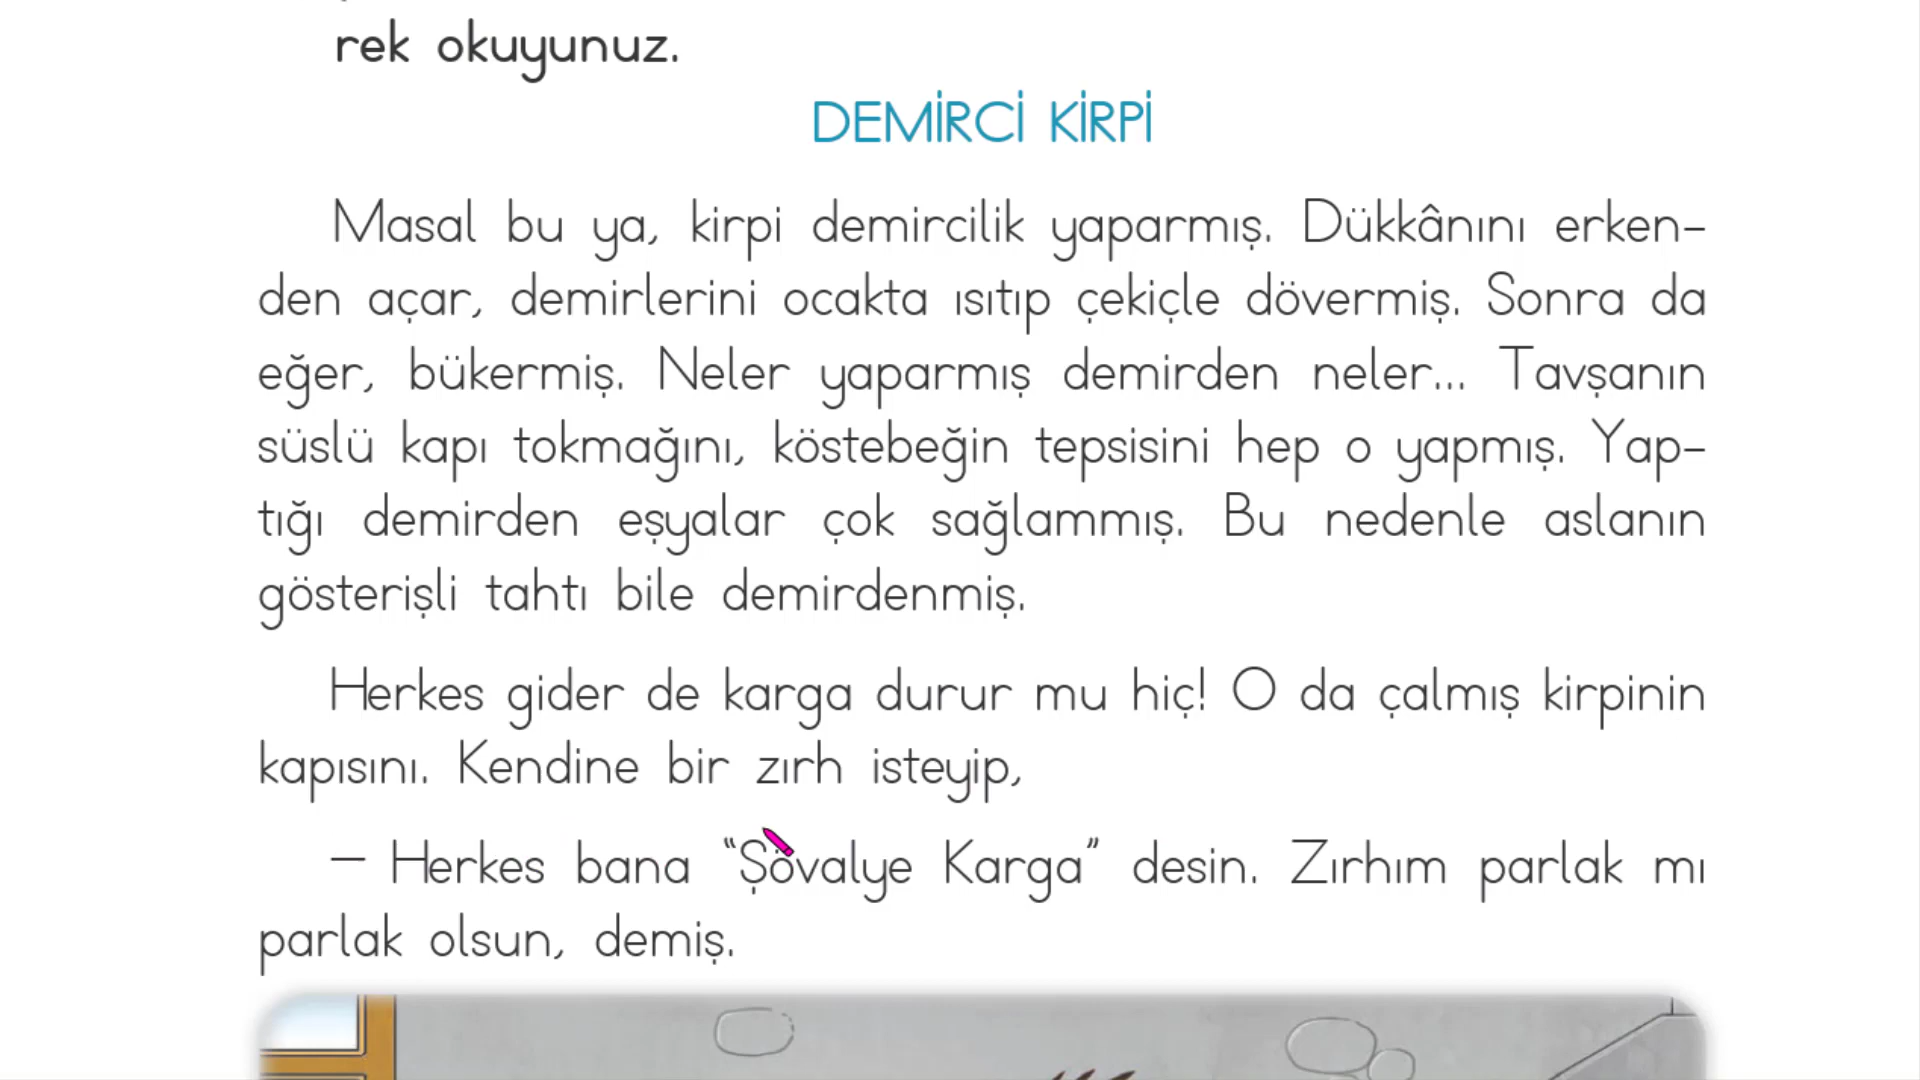 rek okuyunuz.
DEMİRCİ KİRPİ
Masal bu ya, kirpi demircilik yaparmış. Dükkânını erken-
den açar, demirlerini ocakta ısıtıp çekiçle dövermiş. Sonra da
eğer, bükermiş. Neler yaparmış demirden neler... Tavşanın
süslü kapı tokmağını, köstebeğin tepsisini hep o yapmış. Yap-
tığı demirden eşyalar çok sağlammış. Bu nedenle aslanın
gösterişli tahtı bile demirdenmiş.
Herkes gider de karga durur mu hiç! O da çalmış kirpinin
kapısını. Kendine bir zırh isteyip,
— Herkes bana “Şövalye Karga” desin. Zırhım parlak mı
parlak olsun, demiş.